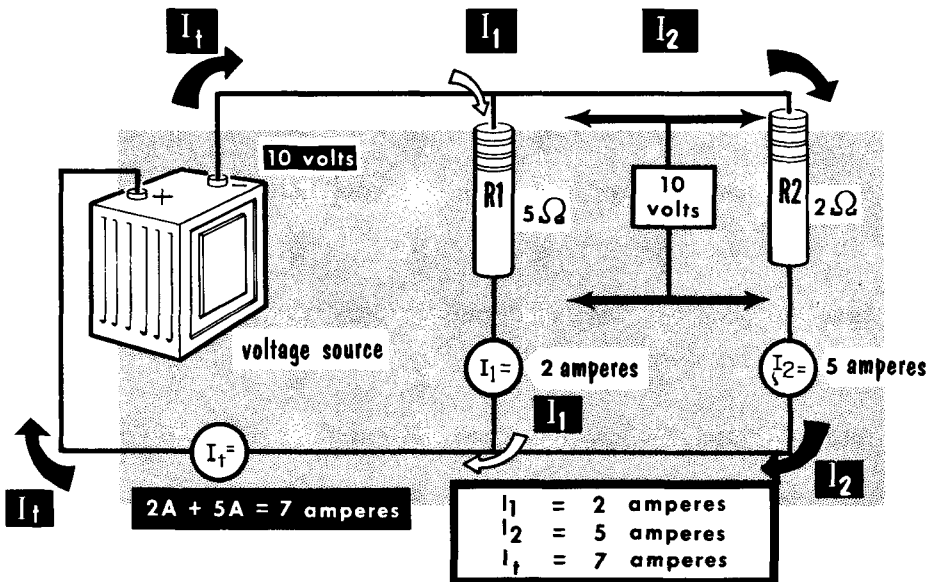 It
I1
I2
10 volts
+
−
R1
5Ω
10
volts
R2
2Ω
voltage source
I1=
2 amperes
I2=
5 amperes
I1
It=
It
2A + 5A = 7 amperes
I2
I1 = 2 amperes
I2 = 5 amperes
It = 7 amperes